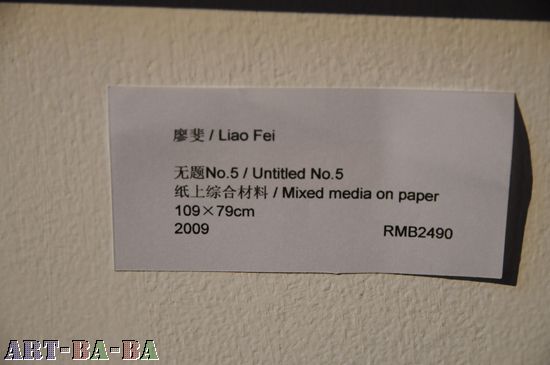 廖斐 / Liao Fei
无题No.5 / Untitled No.5
纸上综合材料 / Mixed media on paper
109×79cm
2009 RMB2490
ART-BA-BA